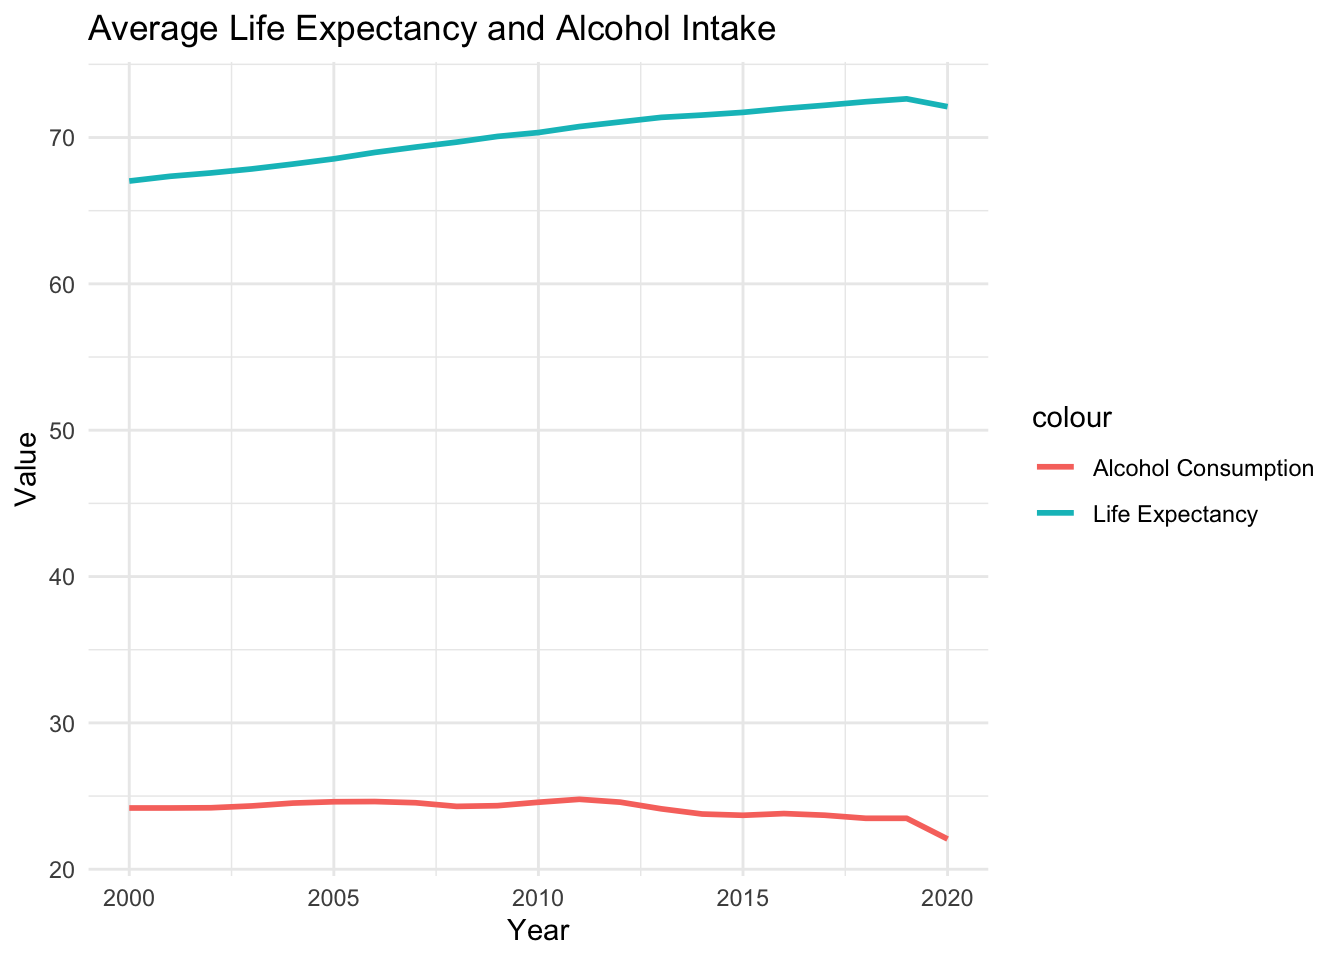 Average Life Expectancy and Alcohol Intake
Value
70
60
50
40
30
20
2000 2005 2010 2015 2020
Year
colour
Alcohol Consumption
Life Expectancy